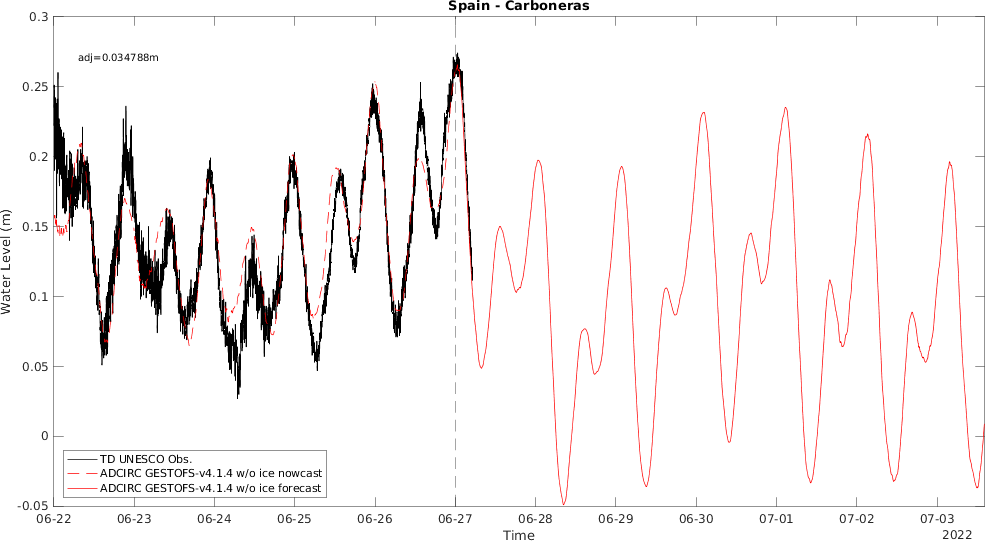 Spain - Carboneras
0.3
adj=0.034788m
0.25
0.2
0.15
0.1
0.05
0
-0.05
Water Level (m)
TD UNESCO Obs.
ADCIRC GESTOFS-v4.1.4 w/o ice nowcast
ADCIRC GESTOFS-v4.1.4 w/o ice forecast
06-22 06-23 06-24 06-25 06-26 06-27 06-28 06-29 06-30 07-01 07-02 07-03
Time
2022